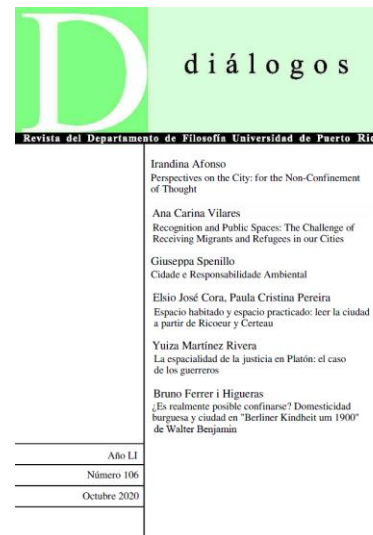 D
diálogos
Revista del Departamento de Filosofía Universidad de Puerto Ric
Irandina Afonso
Perspectives on the City: for the Non-Confinement
of Thought
Ana Carina Vilares
Recognition and Public Spaces: The Challenge of
Receiving Migrants and Refugees in our Cities
Giuseppa Spenillo
Cidade e Responsabilidade Ambiental
Elsio José Cora, Paula Cristina Pereira
Espacio habitado y espacio practicado: leer la ciudad
a partir de Ricoeur y Certeau
Yuiza Martínez Rivera
La espacialidad de la justicia en Platón: el caso
de los guerreros
Bruno Ferrer i Higueras
¿Es realmente posible confinarse? Domesticidad
burguesa y ciudad en "Berliner Kindheit um 1900"
de Walter Benjamin
Año LI
Número 106
Octubre 2020